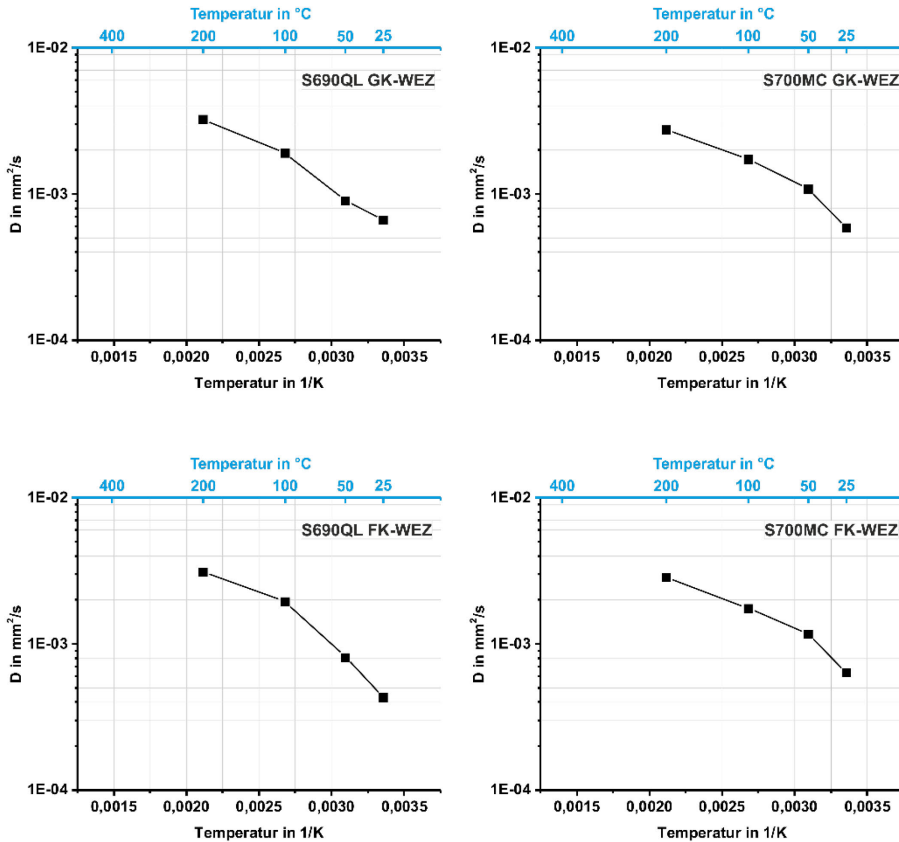 Temperatur in °C
400 200 100 50 25
1E-02
S690QL GK-WEZ
D in mm²/s
1E-03
1E-04
0,0015 0,0020 0,0025 0,0030 0,0035
Temperatur in 1/K
Temperatur in °C
400 200 100 50 25
1E-02
S700MC GK-WEZ
D in mm²/s
1E-03
1E-04
0,0015 0,0020 0,0025 0,0030 0,0035
Temperatur in 1/K
Temperatur in °C
400 200 100 50 25
1E-02
S690QL FK-WEZ
D in mm²/s
1E-03
1E-04
0,0015 0,0020 0,0025 0,0030 0,0035
Temperatur in 1/K
Temperatur in °C
400 200 100 50 25
1E-02
S700MC FK-WEZ
D in mm²/s
1E-03
1E-04
0,0015 0,0020 0,0025 0,0030 0,0035
Temperatur in 1/K